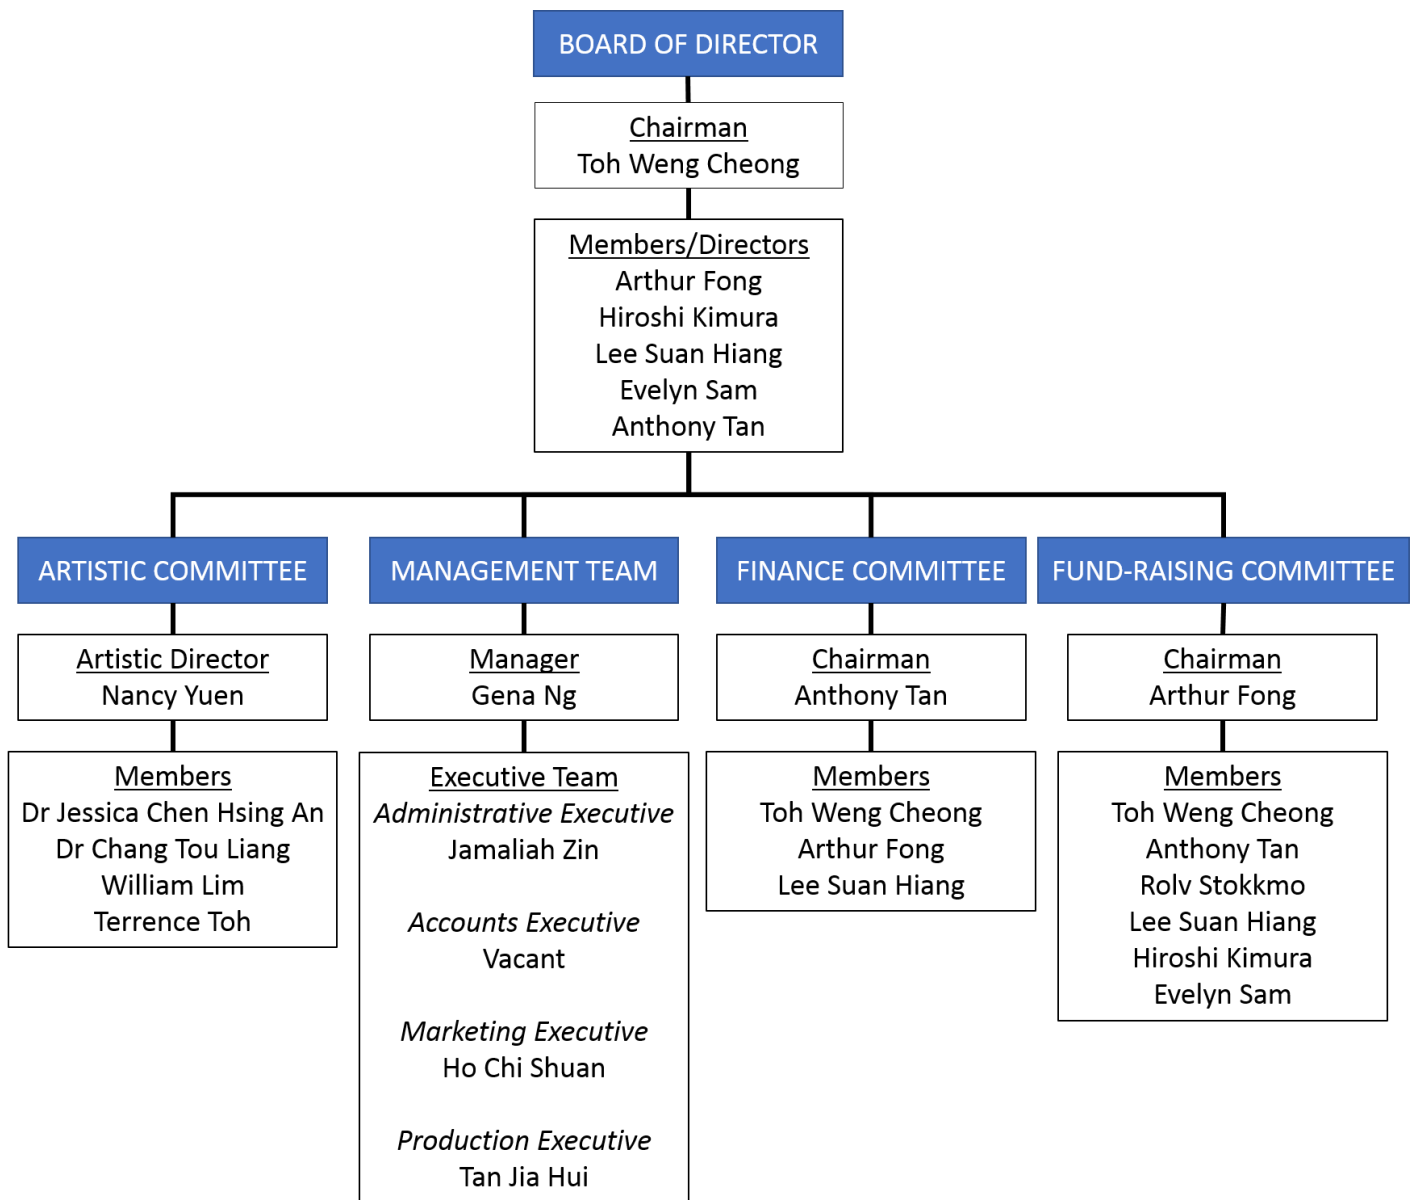 BOARD OF DIRECTOR
Chairman
Toh Weng Cheong
Members/Directors
Arthur Fong
Hiroshi Kimura
Lee Suan Hiang
Evelyn Sam
Anthony Tan
ARTISTIC COMMITTEE
Artistic Director
Nancy Yuen
Members
Dr Jessica Chen Hsing An
Dr Chang Tou Liang
William Lim
Terrence Toh
MANAGEMENT TEAM
Manager
Gena Ng
Executive Team
Administrative Executive
Jamaliah Zin
Accounts Executive
Vacant
Marketing Executive
Ho Chi Shuan
Production Executive
Tan Jia Hui
FINANCE COMMITTEE
Chairman
Anthony Tan
Members
Toh Weng Cheong
Arthur Fong
Lee Suan Hiang
FUND-RAISING COMMITTEE
Chairman
Arthur Fong
Members
Toh Weng Cheong
Anthony Tan
Rolv Stokkmo
Lee Suan Hiang
Hiroshi Kimura
Evelyn Sam